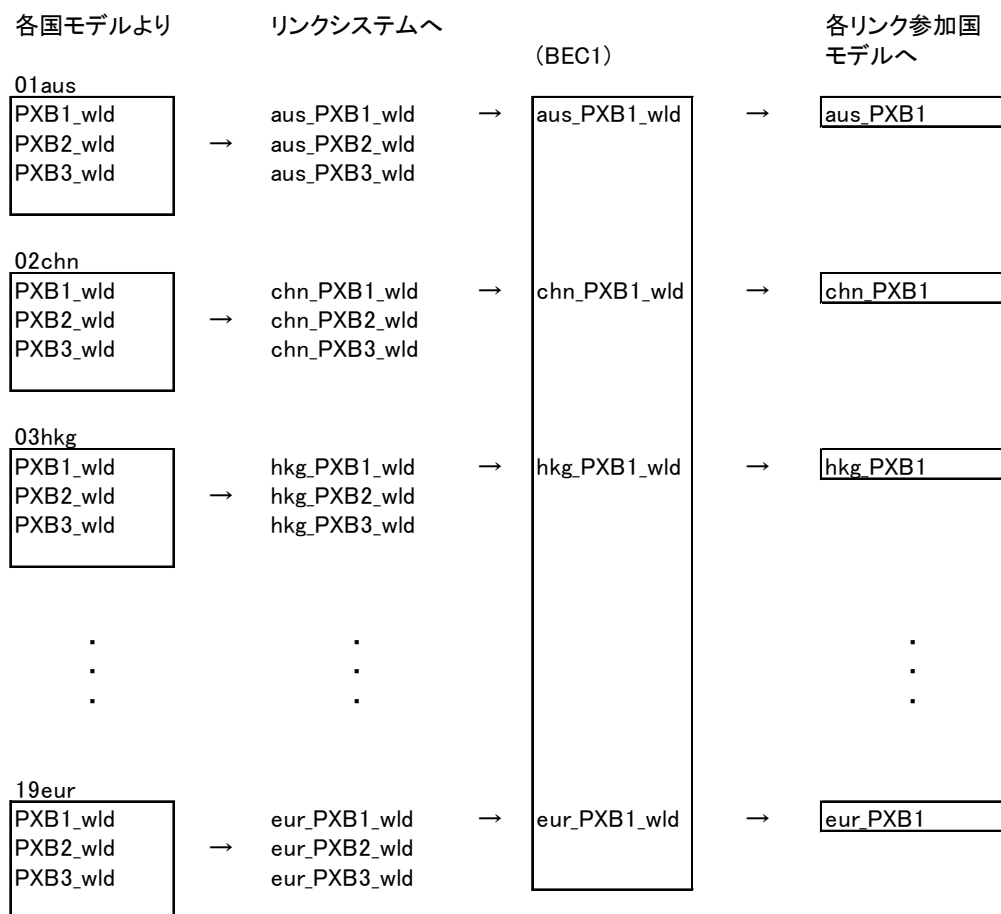 各国モデルより リンクシステムへ 各リンク参加国
(BEC1) モデルへ
01aus
PXB1_wld aus_PXB1_wld → aus_PXB1_wld → aus_PXB1
PXB2_wld → aus_PXB2_wld
PXB3_wld aus_PXB3_wld
02chn
PXB1_wld chn_PXB1_wld → chn_PXB1_wld → chn_PXB1
PXB2_wld → chn_PXB2_wld
PXB3_wld chn_PXB3_wld
03hkg
PXB1_wld hkg_PXB1_wld → hkg_PXB1_wld → hkg_PXB1
PXB2_wld → hkg_PXB2_wld
PXB3_wld hkg_PXB3_wld
・ ・ ・
・ ・ ・
・ ・ ・
19eur
PXB1_wld eur_PXB1_wld → eur_PXB1_wld → eur_PXB1
PXB2_wld → eur_PXB2_wld
PXB3_wld eur_PXB3_wld